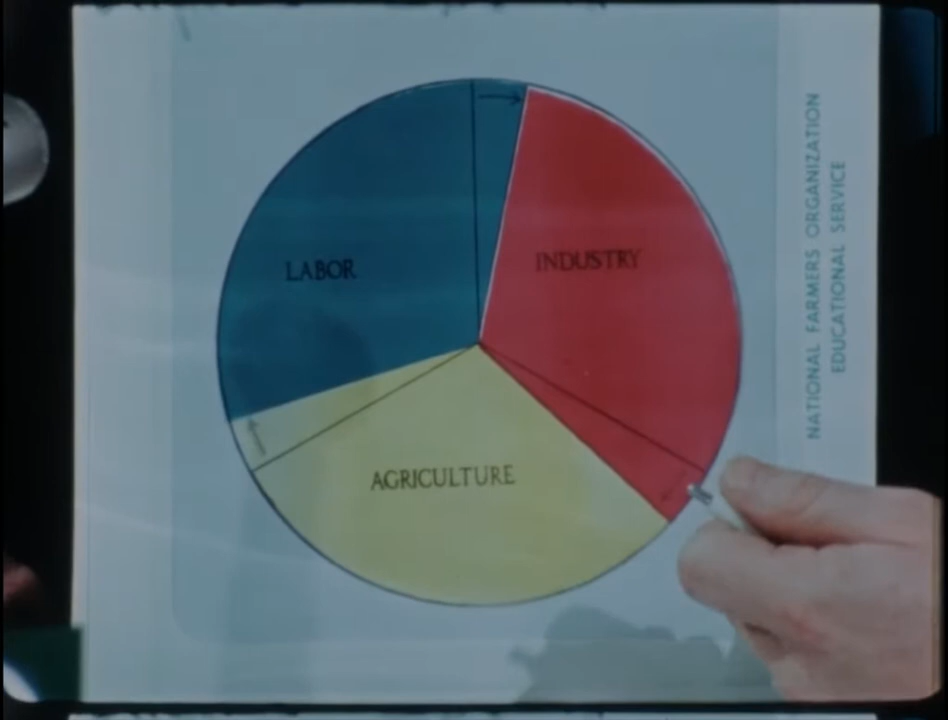 LABOR
INDUSTRY
AGRICULTURE
NATIONAL FARMERS ORGANIZATION
EDUCATIONAL SERVICE